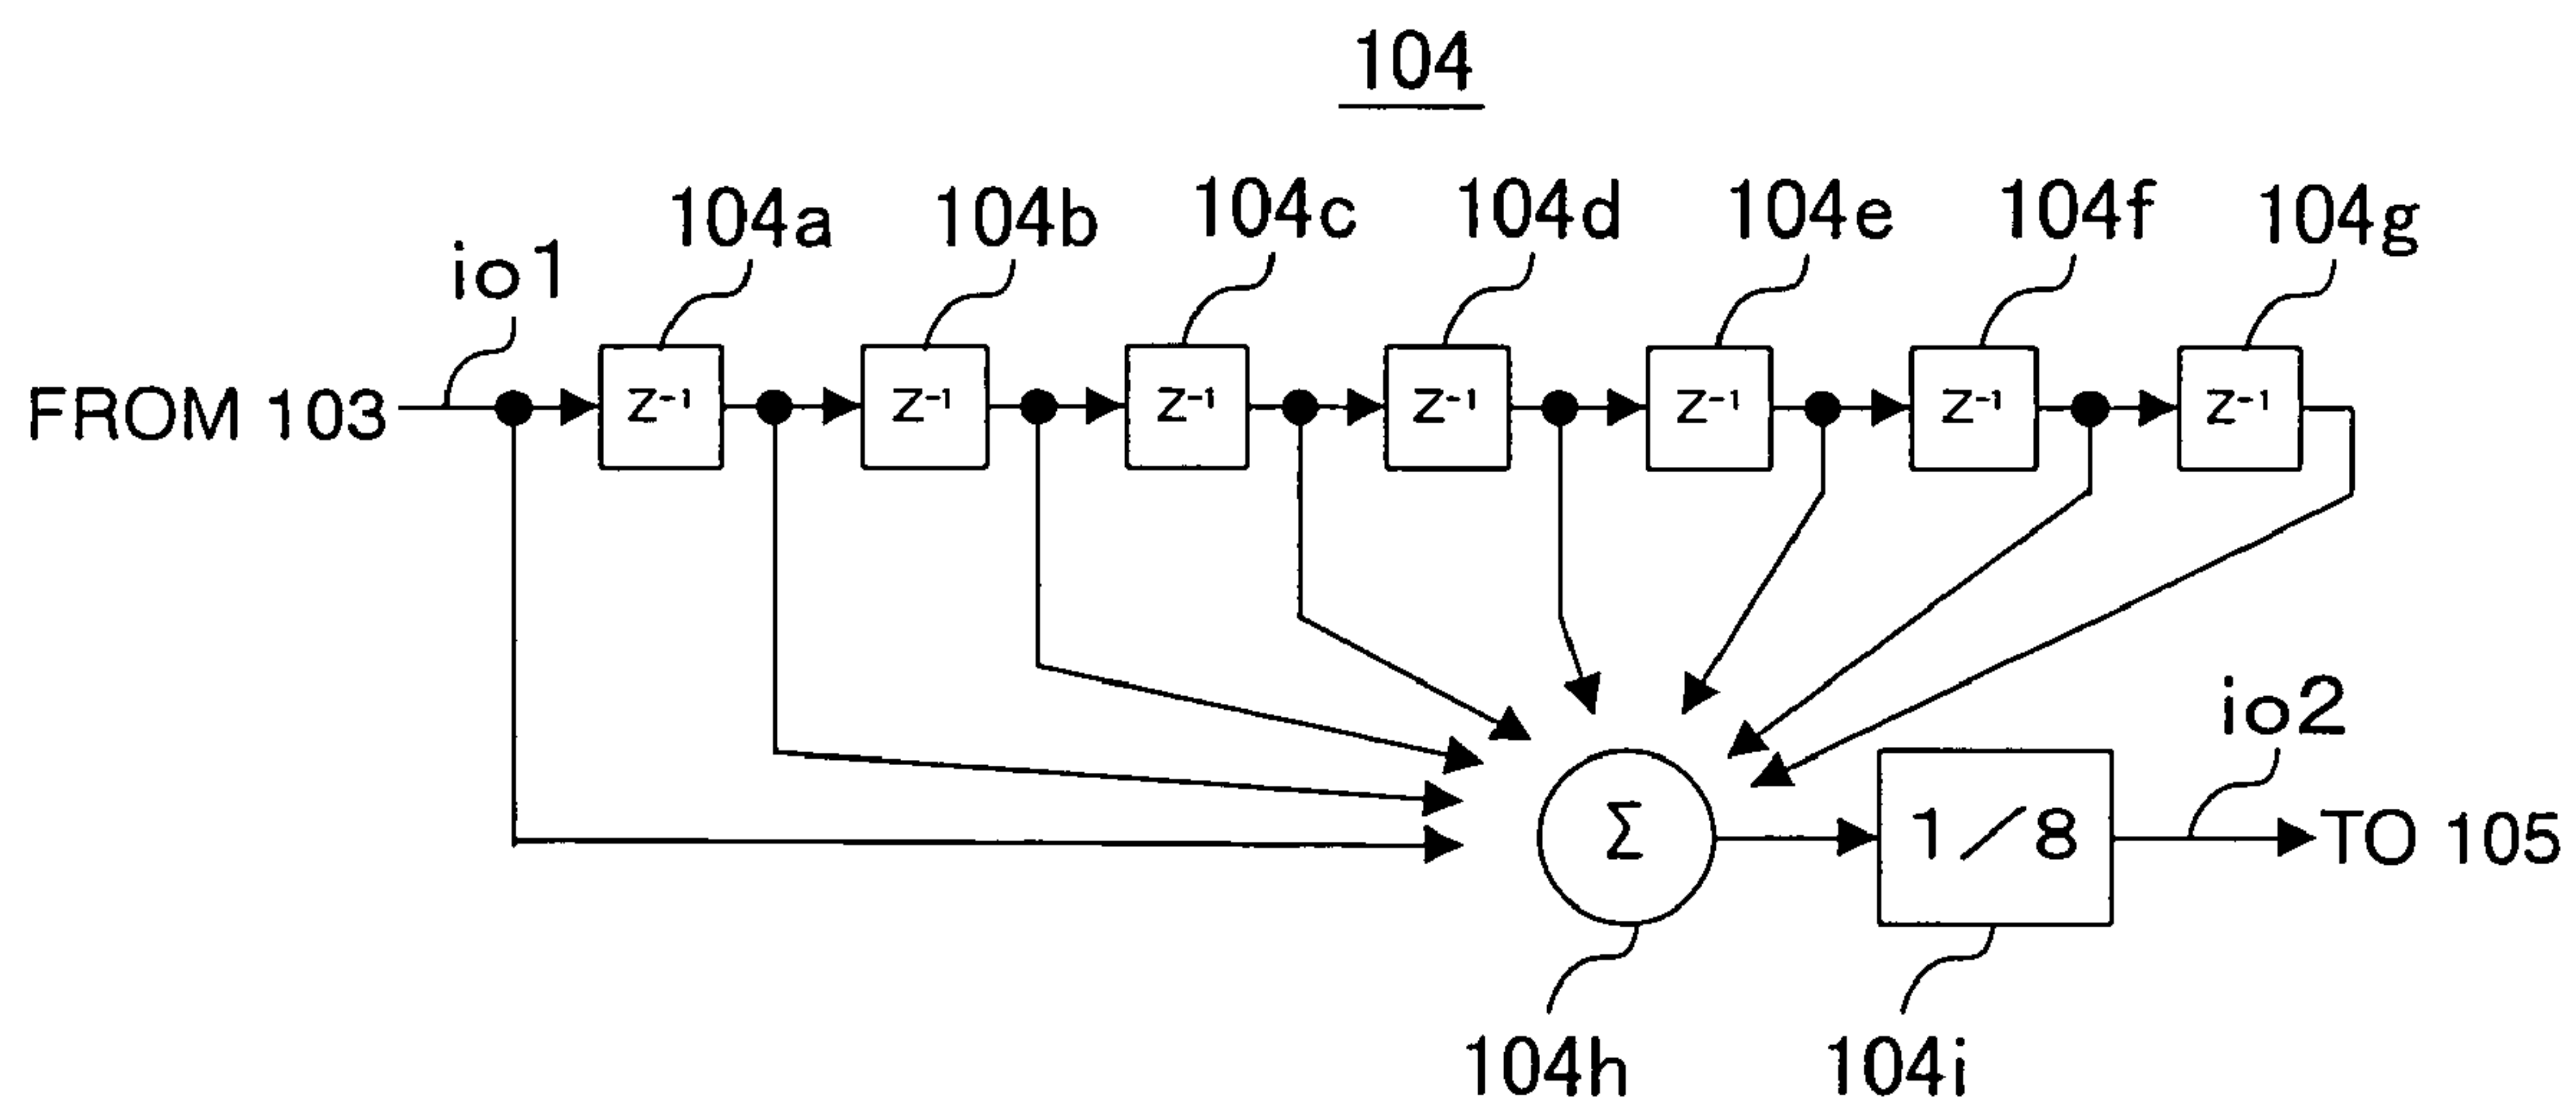 104
104a 104b 104c 104d 104e 104f 104g
io1
FROM 103 Z⁻¹ Z⁻¹ Z⁻¹ Z⁻¹ Z⁻¹ Z⁻¹ Z⁻¹
io2
Σ 1/8 TO 105
104h 104i